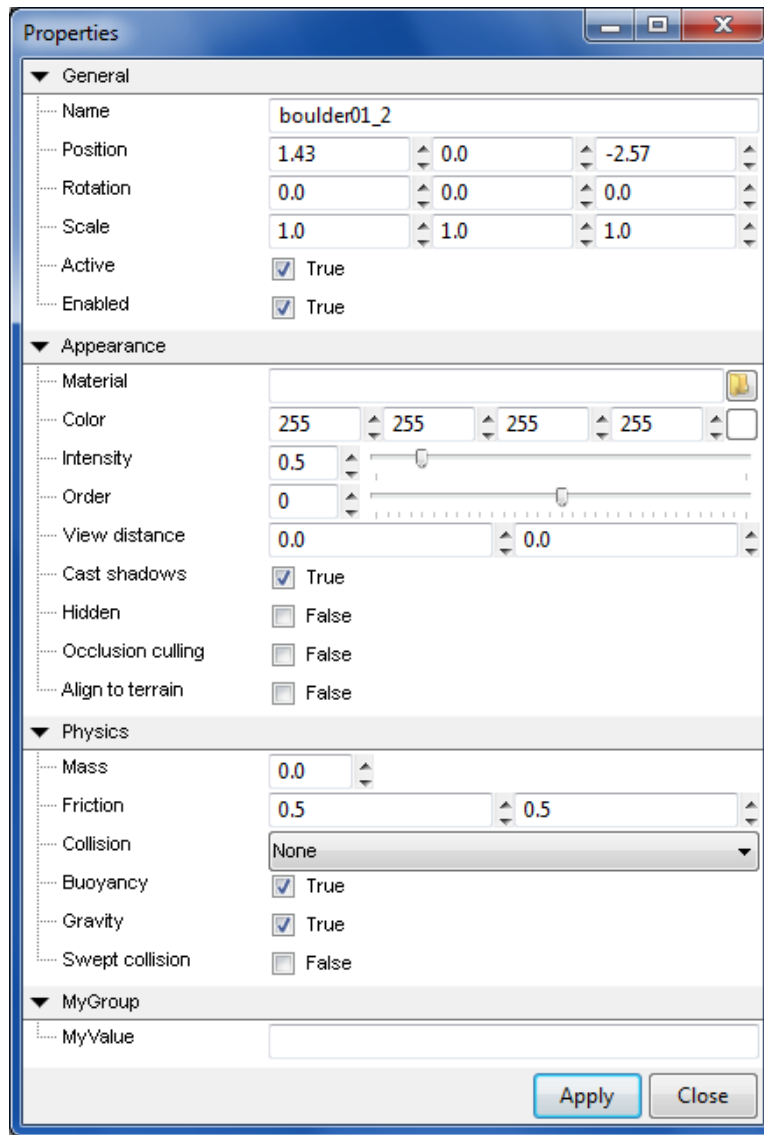 Properties
General
Name boulder01_2
Position 1.43 0.0 -2.57
Rotation 0.0 0.0 0.0
Scale 1.0 1.0 1.0
Active True
Enabled True
Appearance
Material
Color 255 255 255 255
Intensity 0.5
Order 0
View distance 0.0 0.0
Cast shadows True
Hidden False
Occlusion culling False
Align to terrain False
Physics
Mass 0.0
Friction 0.5 0.5
Collision None
Buoyancy True
Gravity True
Swept collision False
MyGroup
MyValue
Apply Close